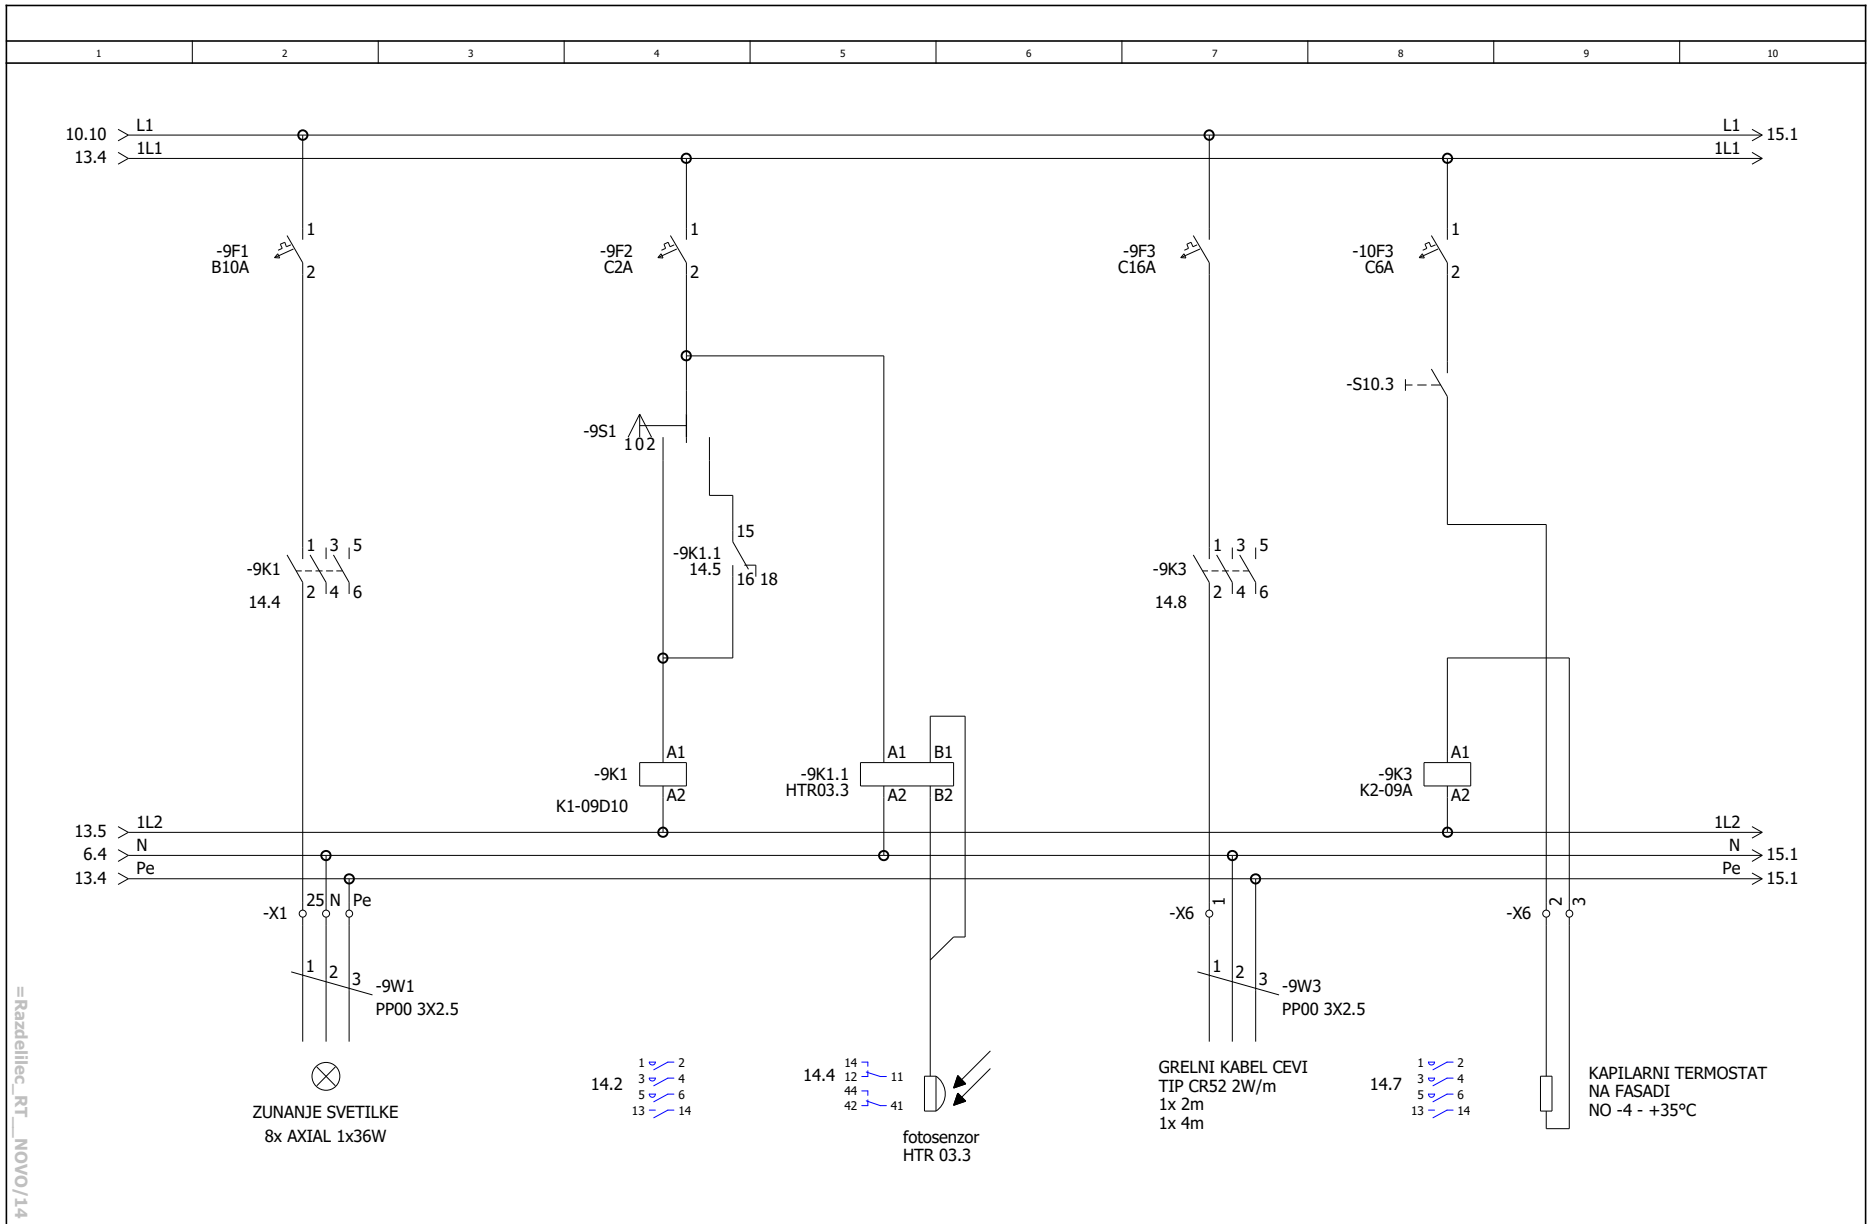 1 2 3 4 5 6 7 8 9 10
10.10 L1 L1 15.1
13.4 1L1 1L1
-9F1
B10A
1
2
-9F2
C2A
1
2
-9F3
C16A
-10F3
C6A
1
2
-S10.3
-9S1
1 0 2
-9K1
14.4
1 3 5
2 4 6
-9K1.1
14.5
15
16 18
-9K3
14.8
1 3 5
2 4 6
-9K1
K1-09D10
A1
A2
-9K1.1
HTR03.3
A1 B1
A2 B2
-9K3
K2-09A
A1
A2
13.5 1L2 1L2
6.4 N N 15.1
13.4 Pe Pe 15.1
-X1 25 N Pe
-X6 1
-X6 2 3
1 2 3 -9W1
PP00 3X2.5
1 2 3 -9W3
PP00 3X2.5
ZUNANJE SVETILKE
8x AXIAL 1x36W
14.2
1 2
3 4
5 6
13 14
14.4
14
12 11
44
42 41
fotosenzor
HTR 03.3
GRELNI KABEL CEVI
TIP CR52 2W/m
1x 2m
1x 4m
14.7
1 2
3 4
5 6
13 14
KAPILARNI TERMOSTAT
NA FASADI
NO -4 - +35°C
=Razdelilec_RT__NOVO/14